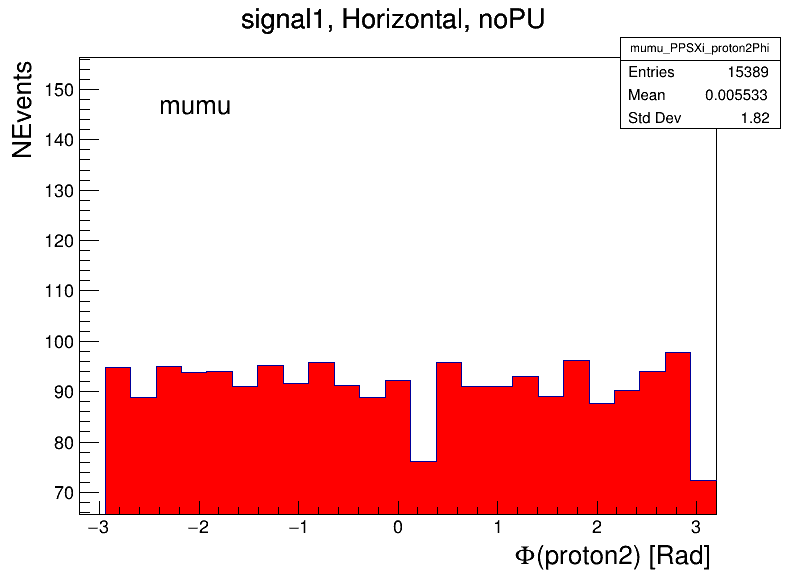 signal1, Horizontal, noPU
mumu_PPSXi_proton2Phi
Entries 15389
Mean 0.005533
Std Dev 1.82
NEvents
mumu
150
140
130
120
110
100
90
80
70
−3 −2 −1 0 1 2 3
Φ(proton2) [Rad]